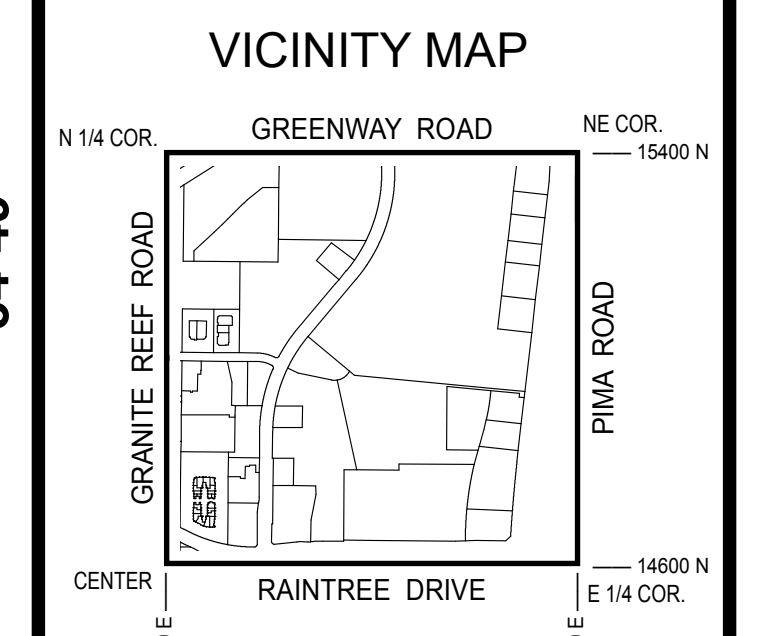 VICINITY MAP
N 1/4 COR.
GREENWAY ROAD
NE COR.
15400 N
GRANITE REEF ROAD
PIMA ROAD
CENTER
RAINTREE DRIVE
14600 N
E 1/4 COR.
E
E